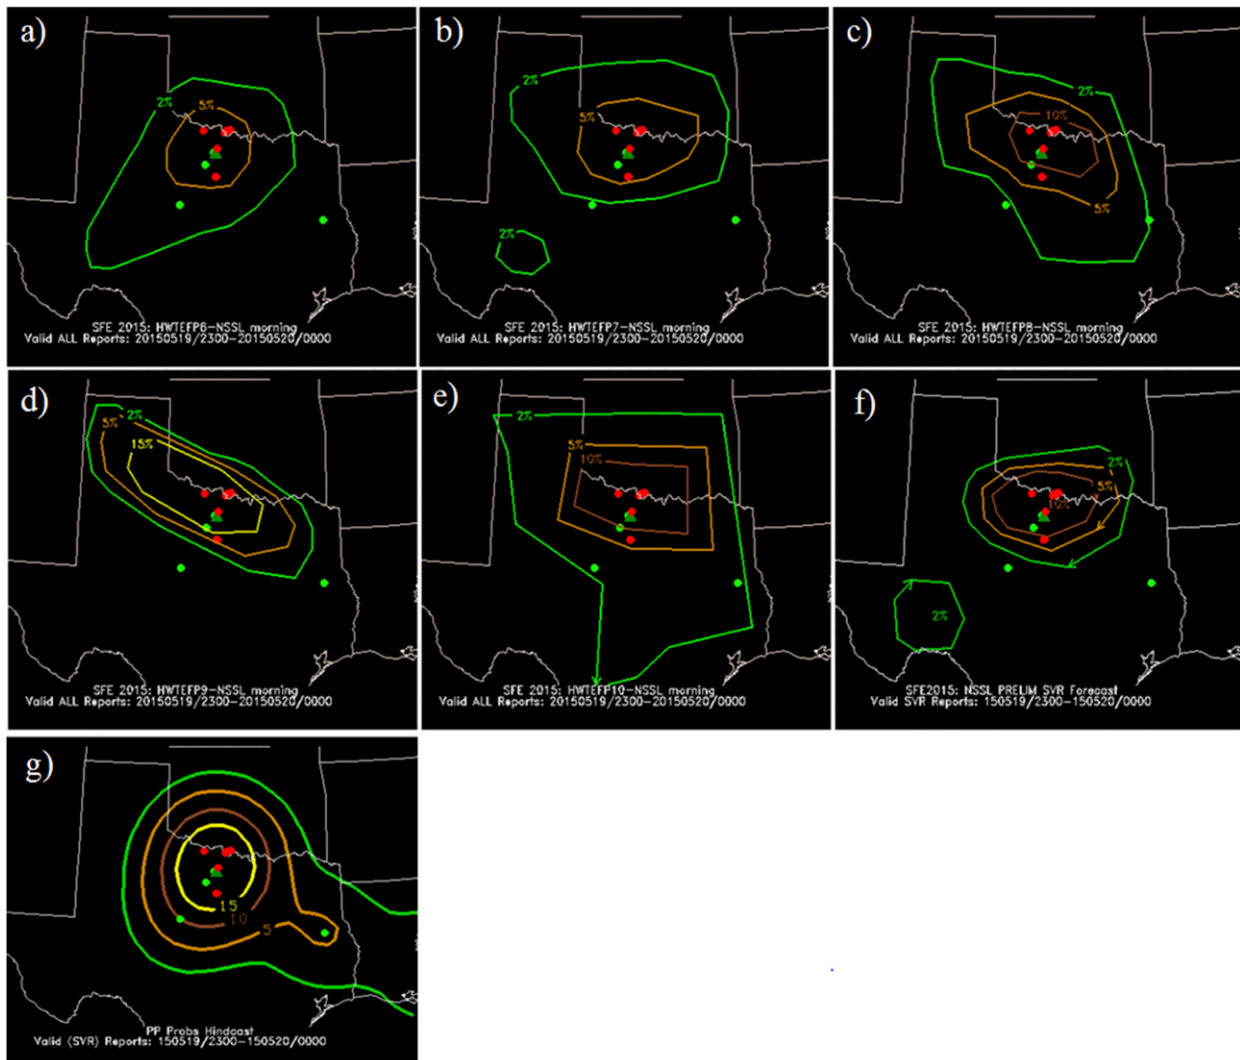 a)
2%
5%
SFE 2015: HWTEFP6-NSSL morning
Valid ALL Reports: 20150519/2300-20150520/0000
b)
2%
5%
2%
SFE 2015: HWTEFP7-NSSL morning
Valid ALL Reports: 20150519/2300-20150520/0000
c)
2%
10%
5%
SFE 2015: HWTEFP8-NSSL morning
Valid ALL Reports: 20150519/2300-20150520/0000
d)
2%
5%
15%
SFE 2015: HWTEFP9-NSSL morning
Valid ALL Reports: 20150519/2300-20150520/0000
e)
2%
5%
10%
SFE 2015: HWTEFP10-NSSL morning
Valid ALL Reports: 20150519/2300-20150520/0000
f)
2%
5%
10%
2%
SFE2015: NSSL PRELIM SVR Forecast
Valid SVR Reports: 150519/2300-150520/0000
g)
15
10
5
PP Probs Hindcast
Valid (SVR) Reports: 150519/2300-150520/0000